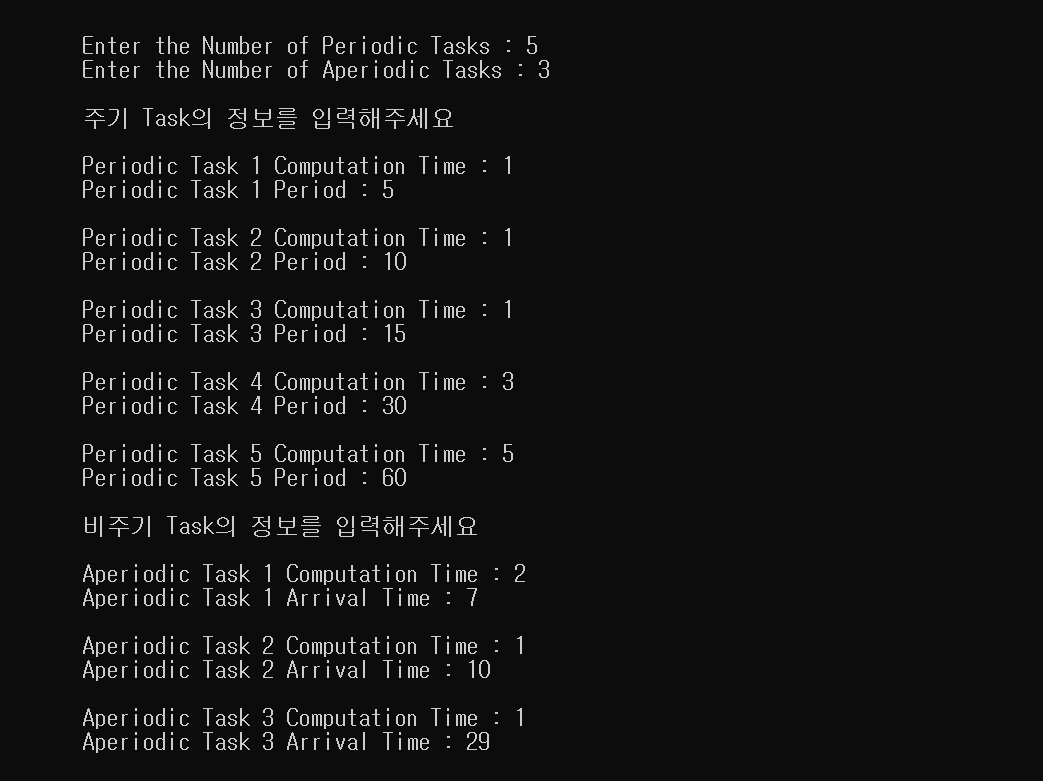 Enter the Number of Periodic Tasks : 5
Enter the Number of Aperiodic Tasks : 3
주기 Task의 정보를 입력해주세요
Periodic Task 1 Computation Time : 1
Periodic Task 1 Period : 5
Periodic Task 2 Computation Time : 1
Periodic Task 2 Period : 10
Periodic Task 3 Computation Time : 1
Periodic Task 3 Period : 15
Periodic Task 4 Computation Time : 3
Periodic Task 4 Period : 30
Periodic Task 5 Computation Time : 5
Periodic Task 5 Period : 60
비주기 Task의 정보를 입력해주세요
Aperiodic Task 1 Computation Time : 2
Aperiodic Task 1 Arrival Time : 7
Aperiodic Task 2 Computation Time : 1
Aperiodic Task 2 Arrival Time : 10
Aperiodic Task 3 Computation Time : 1
Aperiodic Task 3 Arrival Time : 29